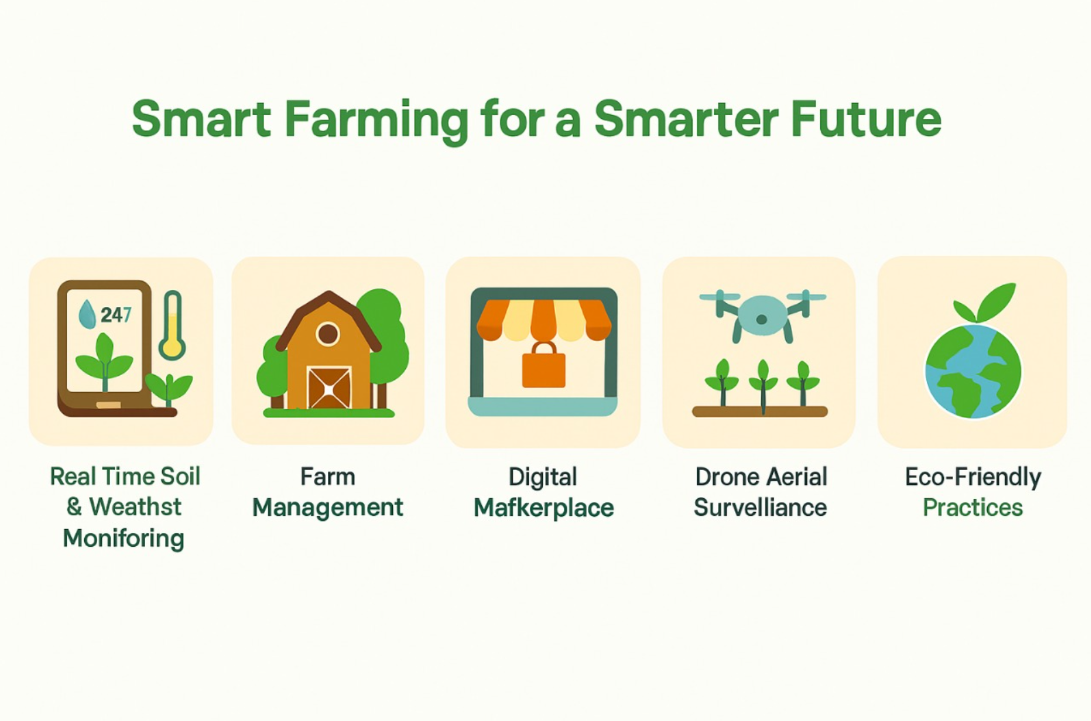 Smart Farming for a Smarter Future
247
Real Time Soil
& Weathst
Moniforing
Farm
Management
Digital
Mafkerplace
Drone Aerial
Survelliance
Eco-Friendly
Practices